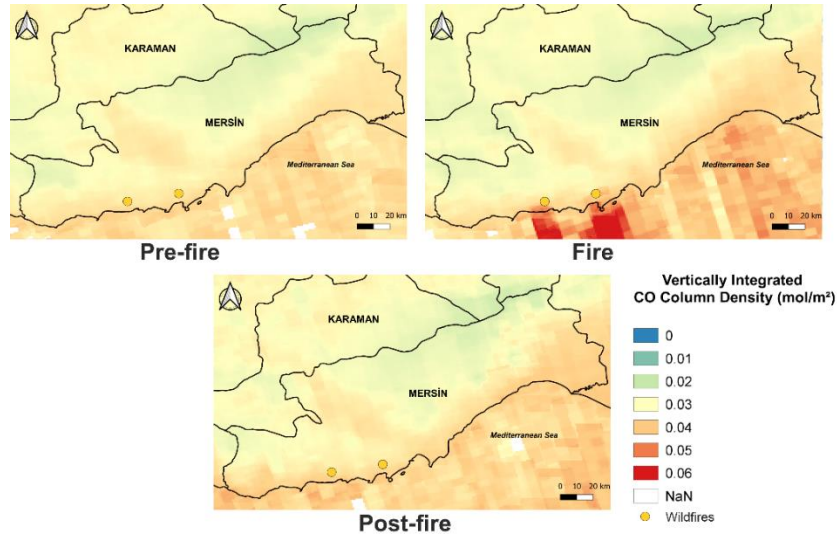 KARAMAN
MERSİN
Mediterranean Sea
0 10 20 km
Pre-fire
KARAMAN
MERSİN
Mediterranean Sea
0 10 20 km
Fire
KARAMAN
MERSİN
Mediterranean Sea
0 10 20 km
Post-fire
Vertically Integrated
CO Column Density (mol/m²)
0
0.01
0.02
0.03
0.04
0.05
0.06
NaN
Wildfires